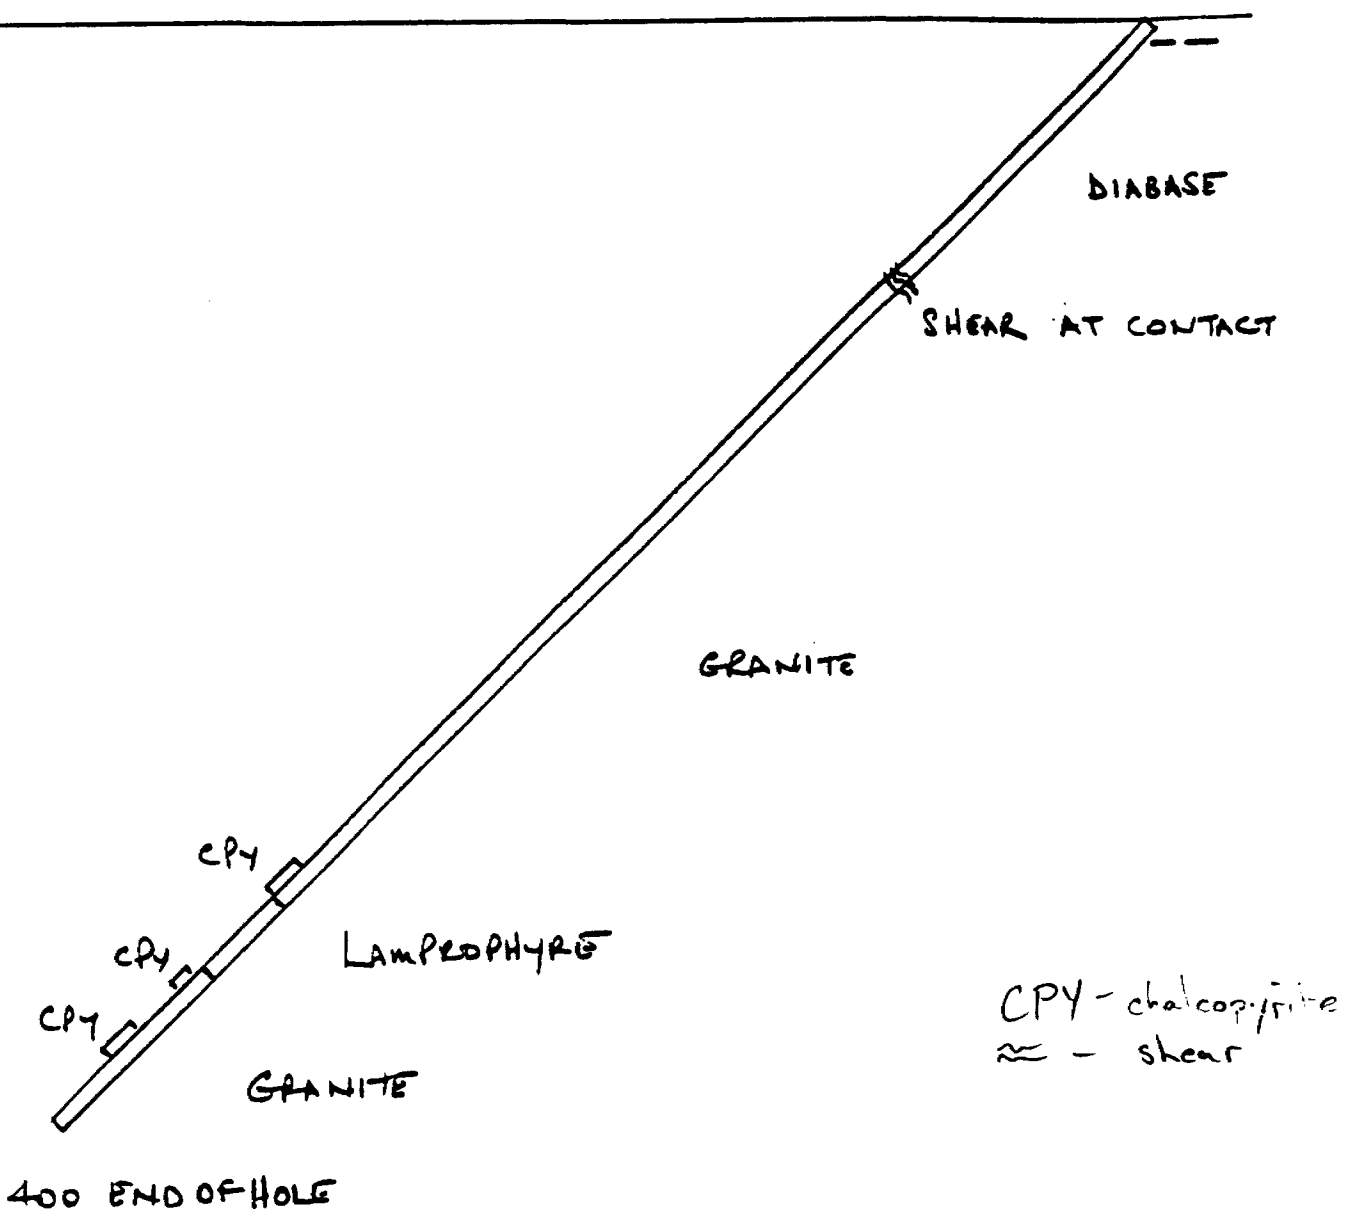 DIABASE
SHEAR AT CONTACT
GRANITE
CPY
LAMPROPHYRE
CPY
CPY
CPY - chalcopyrite
≈ - shear
GRANITE
400 END OF HOLE